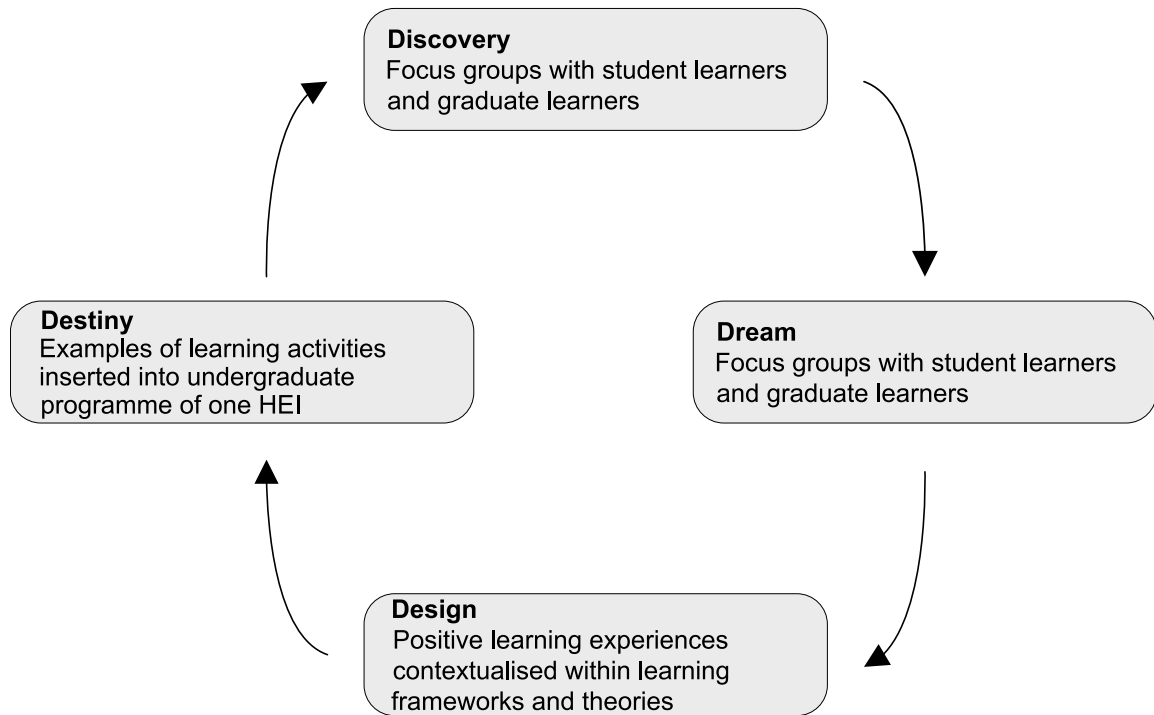 Discovery
Focus groups with student learners
and graduate learners
Dream
Focus groups with student learners
and graduate learners
Design
Positive learning experiences
contextualised within learning
frameworks and theories
Destiny
Examples of learning activities
inserted into undergraduate
programme of one HEI